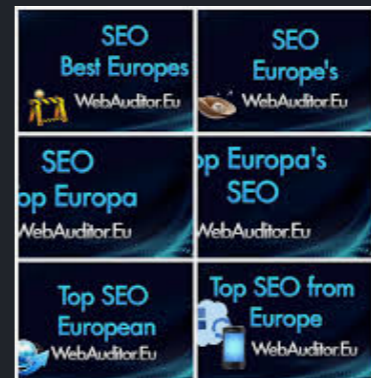 SEO
Best Europes
WebAuditor.Eu
SEO
Europe's
WebAuditor.Eu
SEO
op Europa
WebAuditor.Eu
op Europa's
SEO
WebAuditor.Eu
Top SEO
European
WebAuditor.Eu
Top SEO from
Europe
WebAuditor.Eu